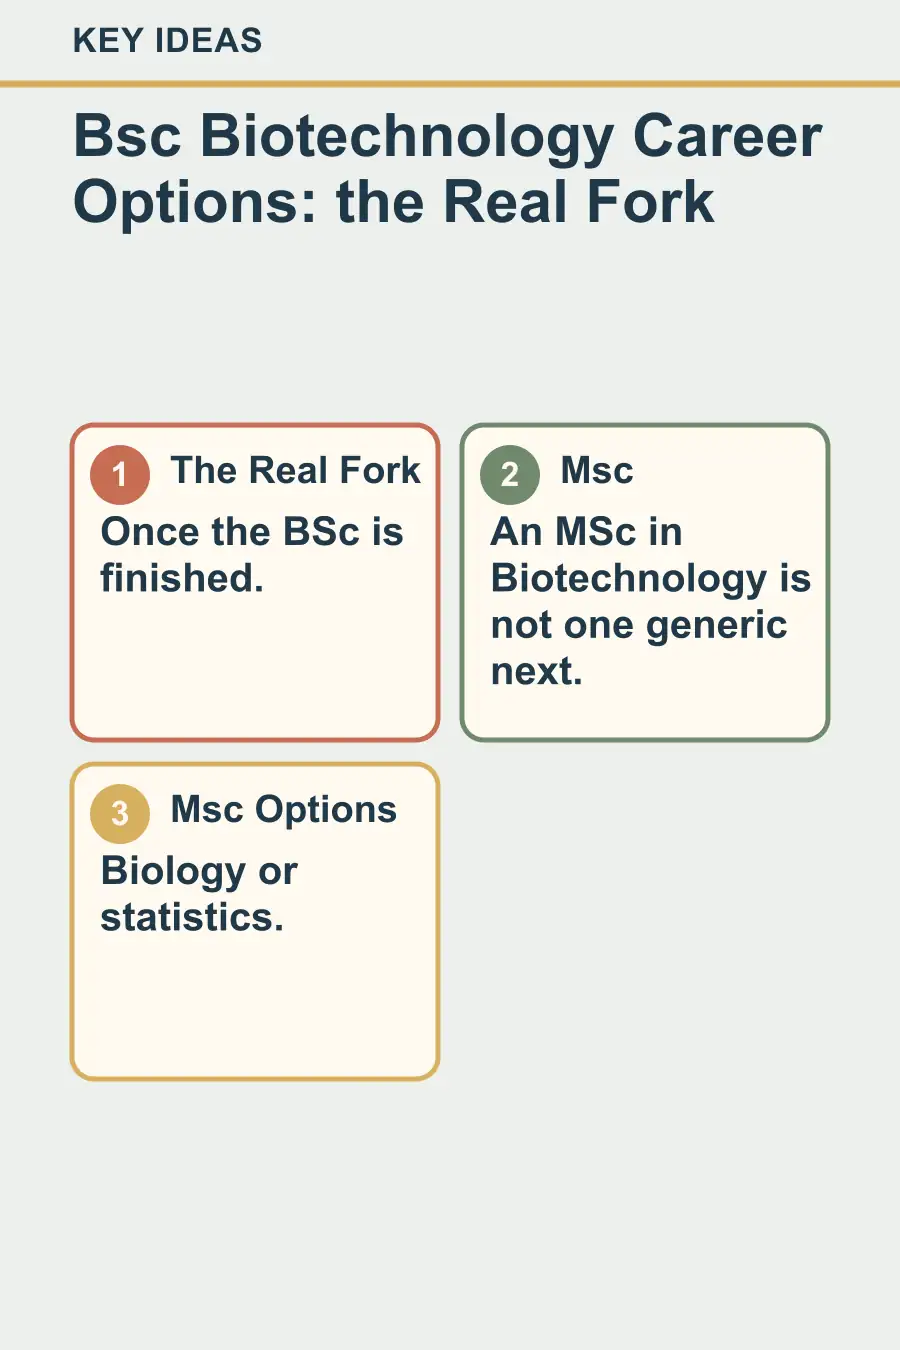 KEY IDEAS
Bsc Biotechnology Career
Options: the Real Fork
1 The Real Fork
Once the BSc is
finished.
2 Msc
An MSc in
Biotechnology is
not one generic
next.
3 Msc Options
Biology or
statistics.